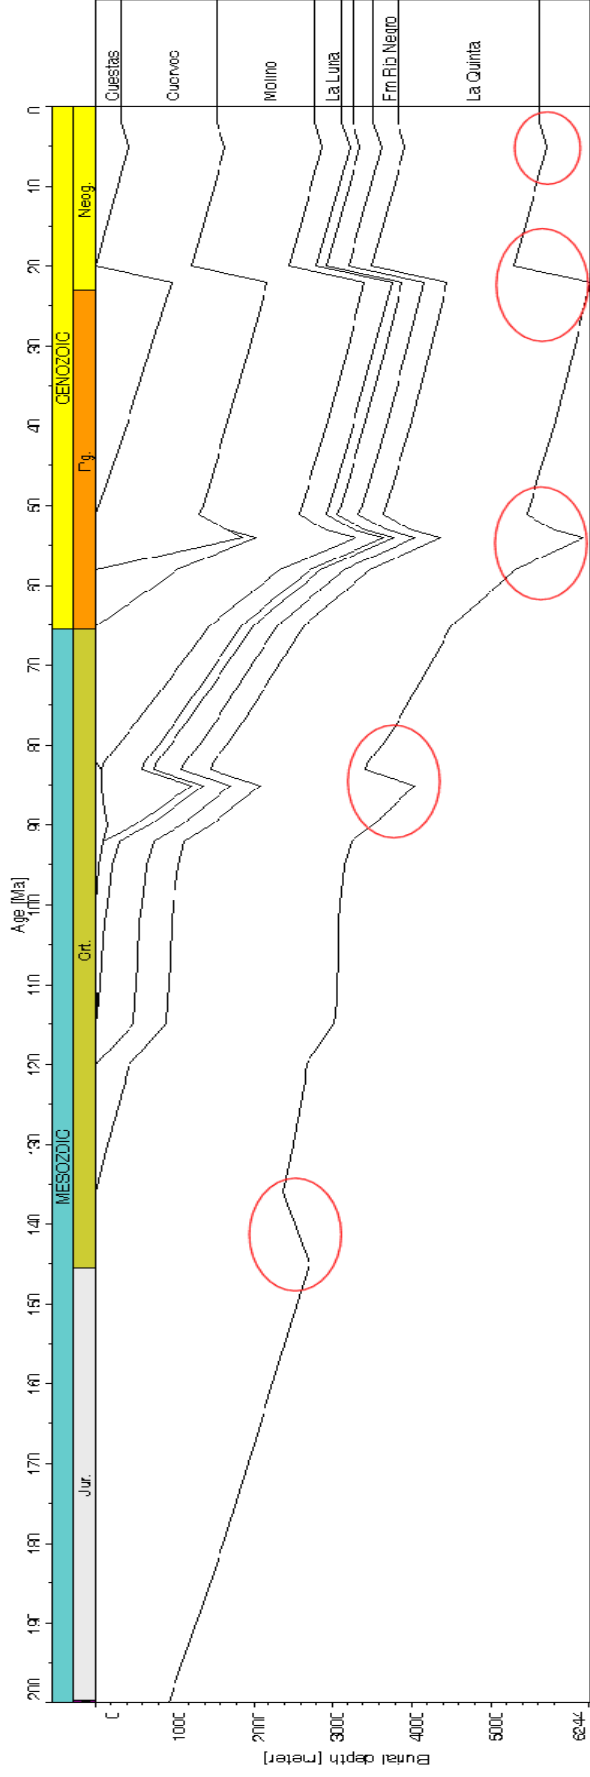 Cuestas
Cuervos
Molino
La Luna
Fm Rio Negro
La Quinta
0
10
20
30
40
50
60
70
80
90
100
110
120
130
140
150
160
170
180
190
200
Age [Ma]
CENOZOIC
MESOZOIC
Neog.
Pg.
Crt.
Jur.
0
1000
2000
3000
4000
5000
6244
Burial depth [meter]